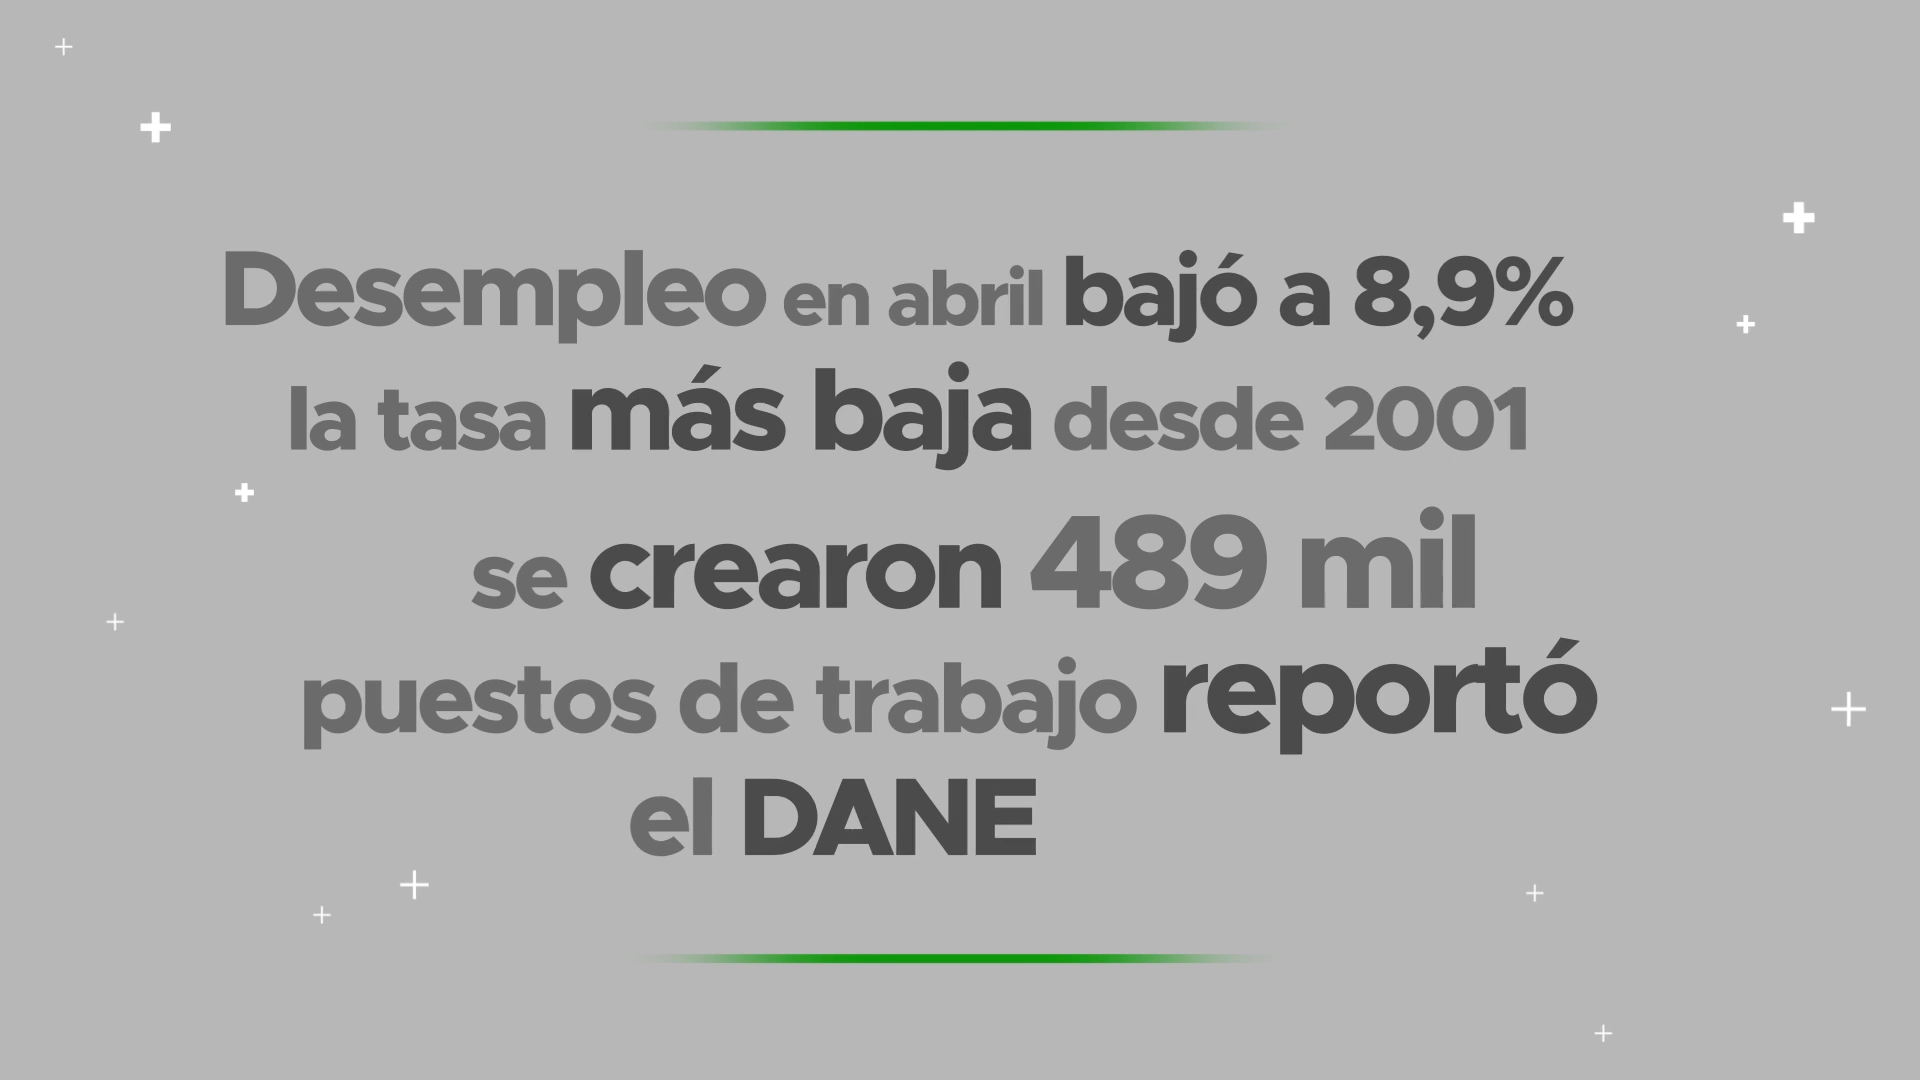 Desempleo en abril bajó a 8,9%
la tasa más baja desde 2001
se crearon 489 mil
puestos de trabajo reportó
el DANE